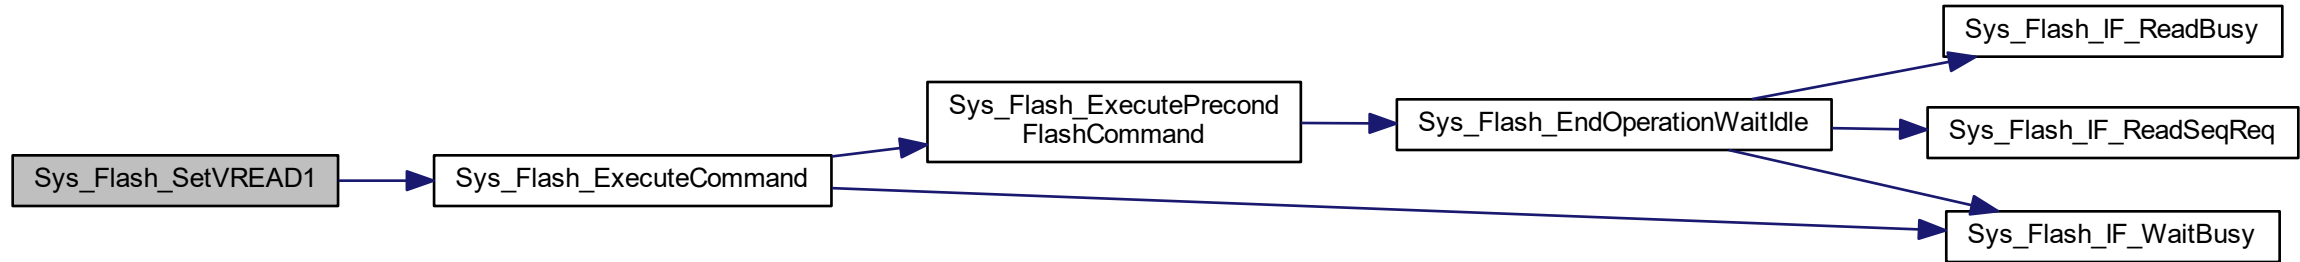 Sys_Flash_SetVREAD1
Sys_Flash_ExecuteCommand
Sys_Flash_ExecutePrecond
FlashCommand
Sys_Flash_EndOperationWaitIdle
Sys_Flash_IF_ReadBusy
Sys_Flash_IF_ReadSeqReq
Sys_Flash_IF_WaitBusy